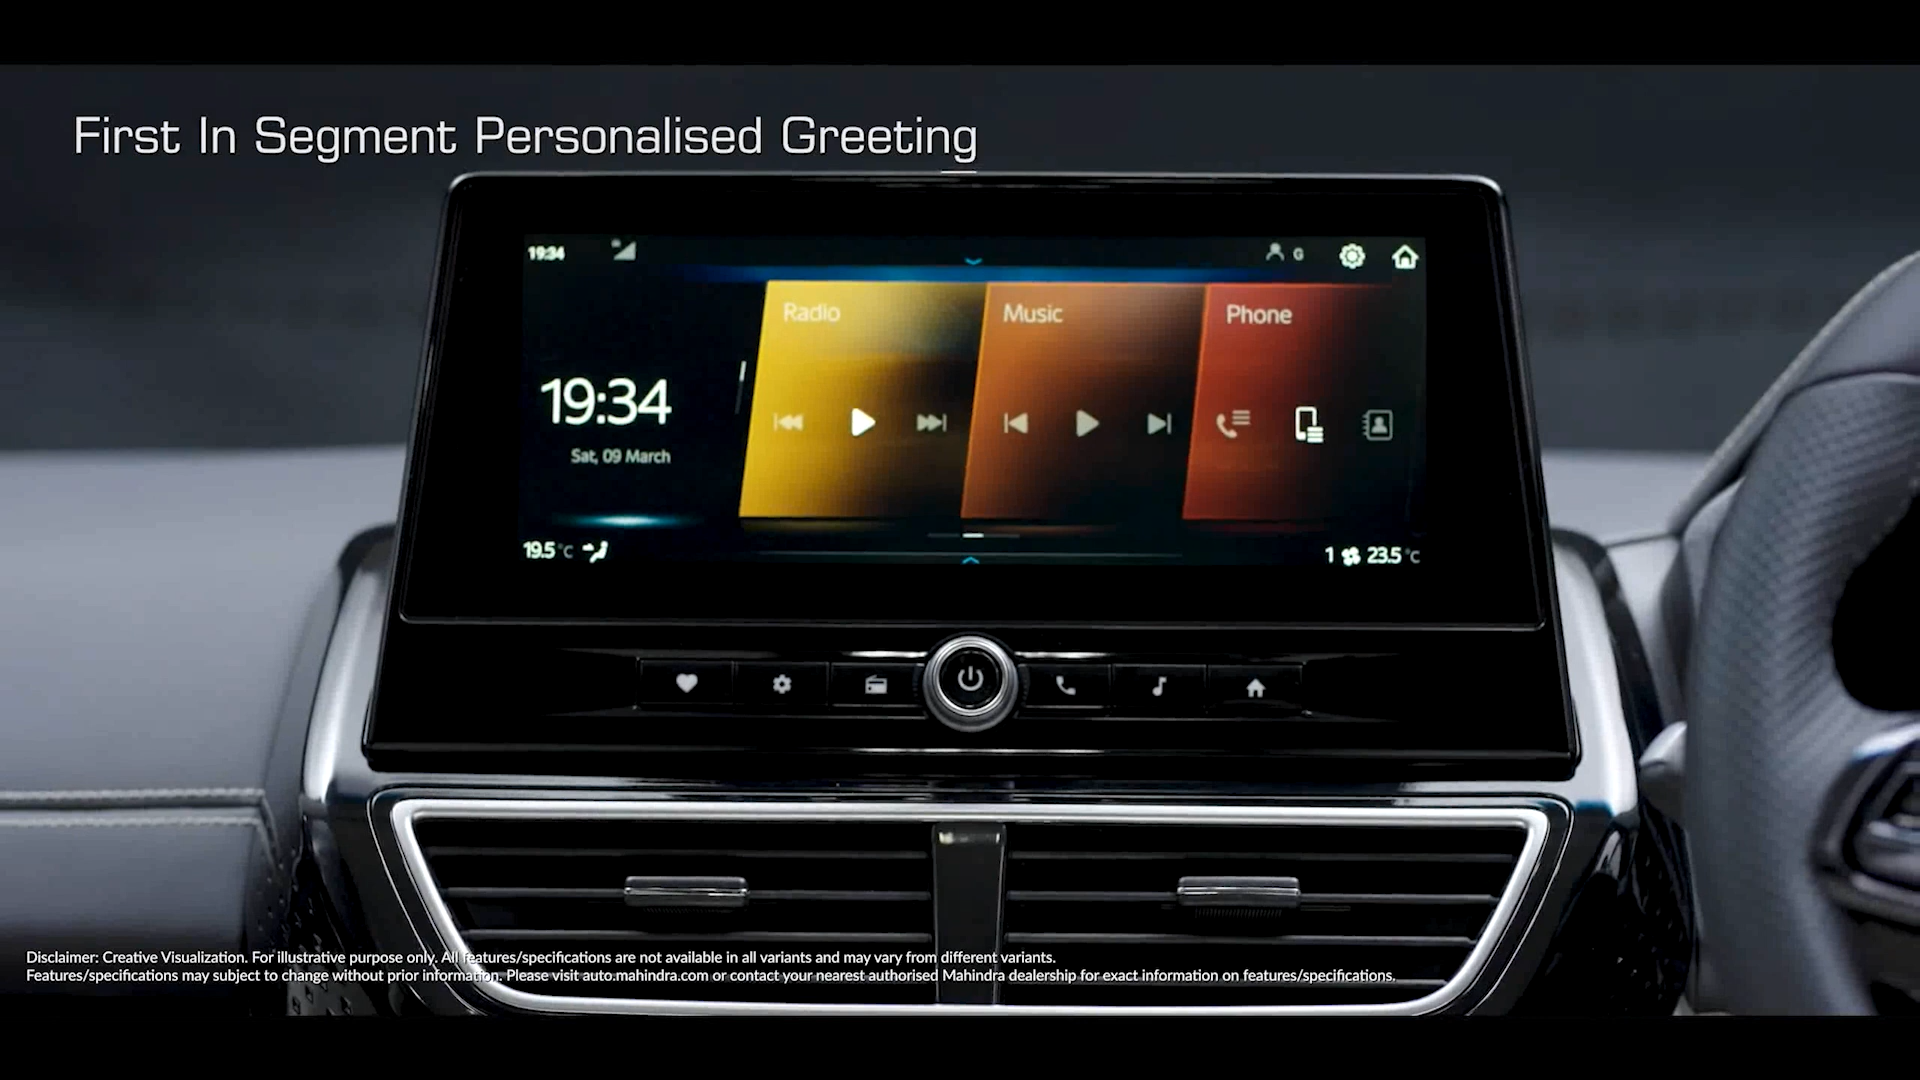 First In Segment Personalised Greeting
19:34
G
Radio
Music
Phone
19:34
Sat, 09 March
19.5 °C
1
23.5 °C
Disclaimer: Creative Visualization. For illustrative purpose only. All features/specifications are not available in all variants and may vary from different variants.
Features/specifications may subject to change without prior information. Please visit auto.mahindra.com or contact your nearest authorised Mahindra dealership for exact information on features/specifications.